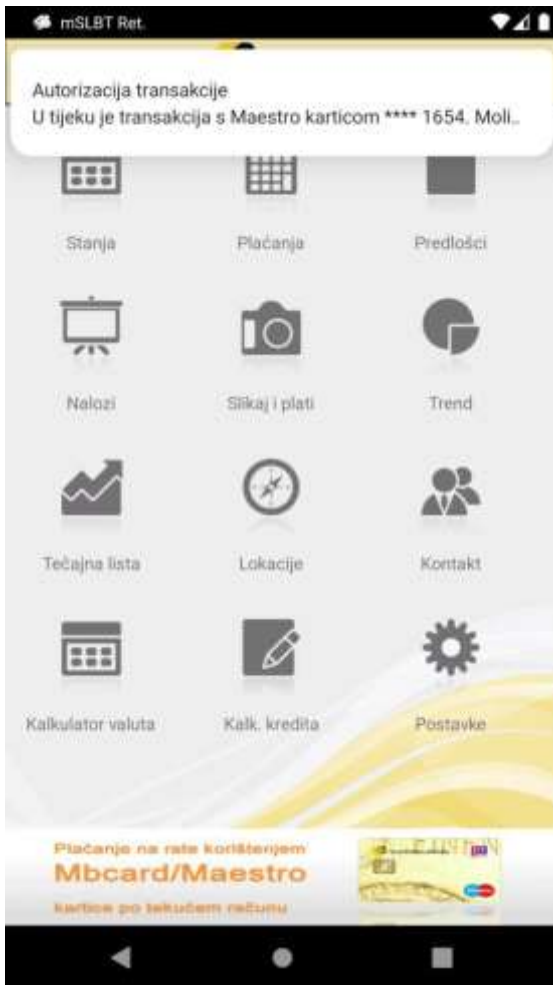 mSLBT Ret.
Autorizacija transakcije
U tijeku je transakcija s Maestro karticom **** 1654. Moli..
Stanja
Plaćanja
Predlošci
Nalozi
Slikaj i plati
Trend
Tečajna lista
Lokacije
Kontakt
Kalkulator valuta
Kalk. kredita
Postavke
Plaćanje na rate korištenjem
Mbcard/Maestro
kartice po tekućem računu